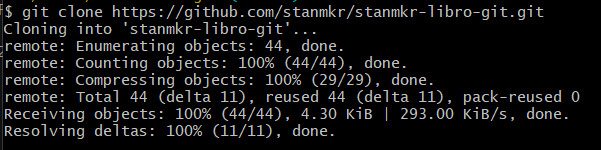 $ git clone https://github.com/stanmkr/stanmkr-libro-git.git
Cloning into 'stanmkr-libro-git'...
remote: Enumerating objects: 44, done.
remote: Counting objects: 100% (44/44), done.
remote: Compressing objects: 100% (29/29), done.
remote: Total 44 (delta 11), reused 44 (delta 11), pack-reused 0
Receiving objects: 100% (44/44), 4.30 KiB | 293.00 KiB/s, done.
Resolving deltas: 100% (11/11), done.